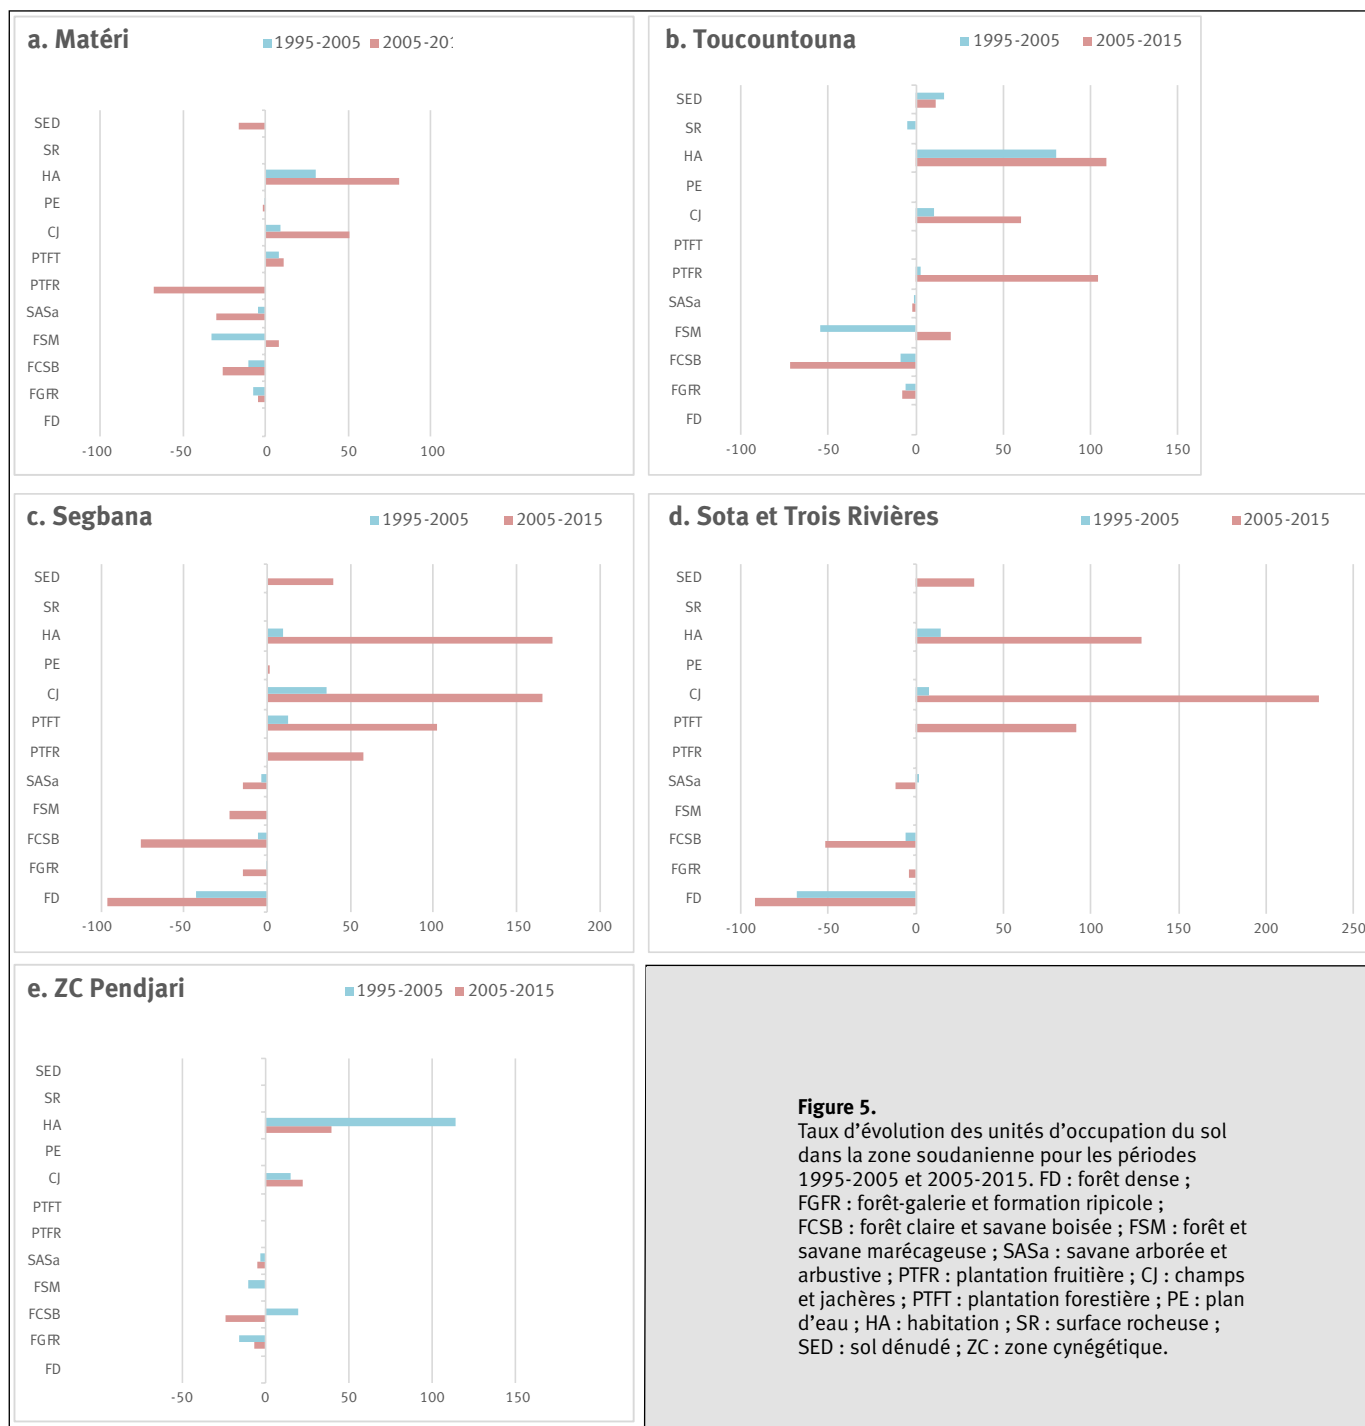 a. Matéri
1995-2005 2005-201
SED
SR
HA
PE
CJ
PTFT
PTFR
SASa
FSM
FCSB
FGFR
FD
-100 -50 0 50 100
b. Toucountouna
1995-2005 2005-2015
SED
SR
HA
PE
CJ
PTFT
PTFR
SASa
FSM
FCSB
FGFR
FD
-100 -50 0 50 100 150
c. Segbana
1995-2005 2005-2015
SED
SR
HA
PE
CJ
PTFT
PTFR
SASa
FSM
FCSB
FGFR
FD
-100 -50 0 50 100 150 200
d. Sota et Trois Rivières
1995-2005 2005-2015
SED
SR
HA
PE
CJ
PTFT
PTFR
SASa
FSM
FCSB
FGFR
FD
-100 -50 0 50 100 150 200 250
e. ZC Pendjari
1995-2005 2005-2015
SED
SR
HA
PE
CJ
PTFT
PTFR
SASa
FSM
FCSB
FGFR
FD
-50 0 50 100 150
Figure 5.
Taux d'évolution des unités d'occupation du sol
dans la zone soudanienne pour les périodes
1995-2005 et 2005-2015. FD : forêt dense ;
FGFR : forêt-galerie et formation ripicole ;
FCSB : forêt claire et savane boisée ; FSM : forêt et
savane marécageuse ; SASa : savane arborée et
arbustive ; PTFR : plantation fruitière ; CJ : champs
et jachères ; PTFT : plantation forestière ; PE : plan
d'eau ; HA : habitation ; SR : surface rocheuse ;
SED : sol dénudé ; ZC : zone cynégétique.